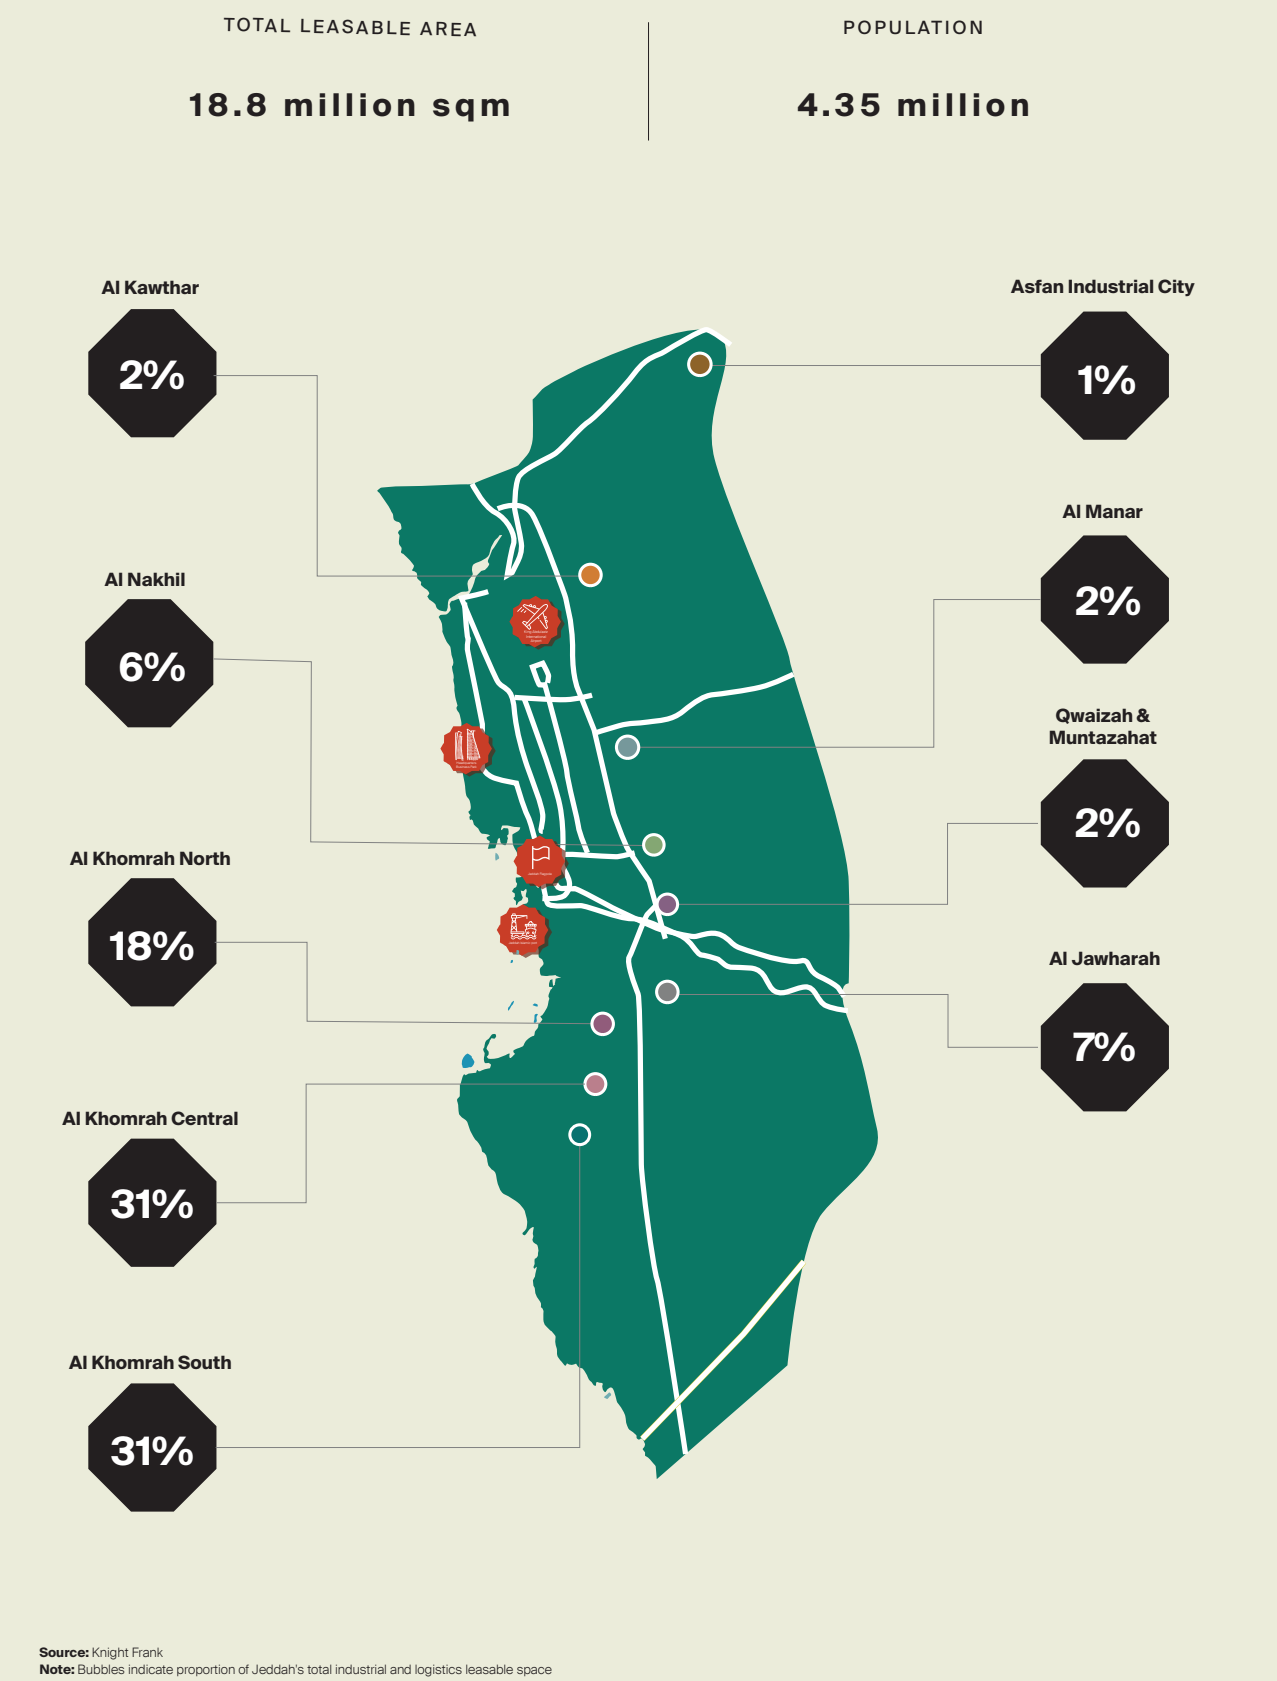 TOTAL LEASABLE AREA
18.8 million sqm
POPULATION
4.35 million
Al Kawthar
2%
Asfan Industrial City
1%
Al Manar
2%
Al Nakhil
6%
Qwaizah &
Muntazahat
2%
Al Khomrah North
18%
Al Jawharah
7%
Al Khomrah Central
31%
Al Khomrah South
31%
Source: Knight Frank
Note: Bubbles indicate proportion of Jeddah's total industrial and logistics leasable space